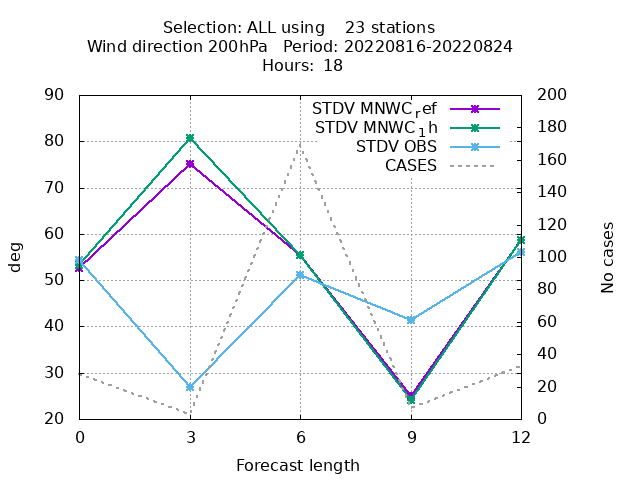 Selection: ALL using    23 stations
Wind direction 200hPa   Period: 20220816-20220824
Hours: 18
STDV MNWC_ref
STDV MNWC_1h
STDV OBS
CASES
90
80
70
60
50
40
30
20
200
180
160
140
120
100
80
60
40
20
0
deg
No cases
0 3 6 9 12
Forecast length